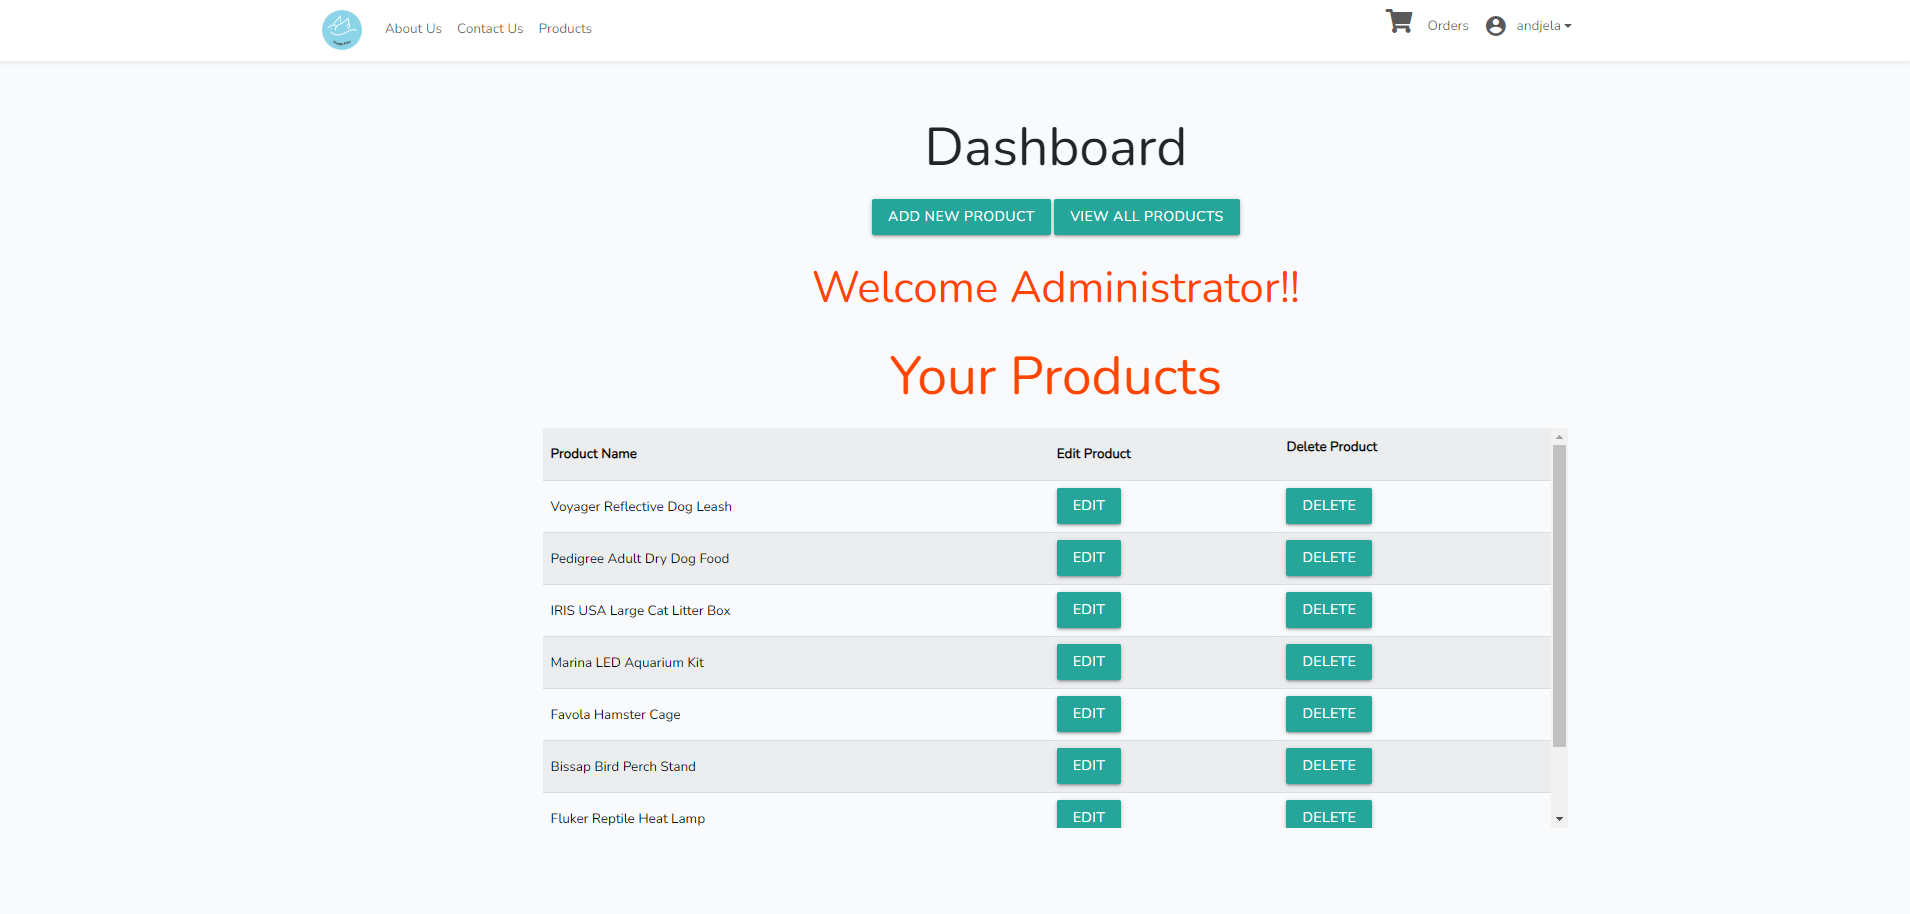 About Us Contact Us Products Orders andjela
Dashboard
ADD NEW PRODUCT VIEW ALL PRODUCTS
Welcome Administrator!!
Your Products
Product Name Edit Product Delete Product
Voyager Reflective Dog Leash EDIT DELETE
Pedigree Adult Dry Dog Food EDIT DELETE
IRIS USA Large Cat Litter Box EDIT DELETE
Marina LED Aquarium Kit EDIT DELETE
Favola Hamster Cage EDIT DELETE
Bissap Bird Perch Stand EDIT DELETE
Fluker Reptile Heat Lamp EDIT DELETE